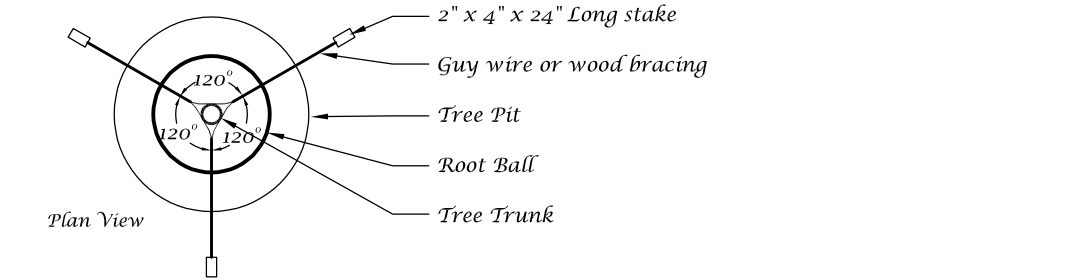 2" x 4" x 24" Long stake
Guy wire or wood bracing
120°
Tree Pit
120°
120°
Root Ball
Tree Trunk
Plan View